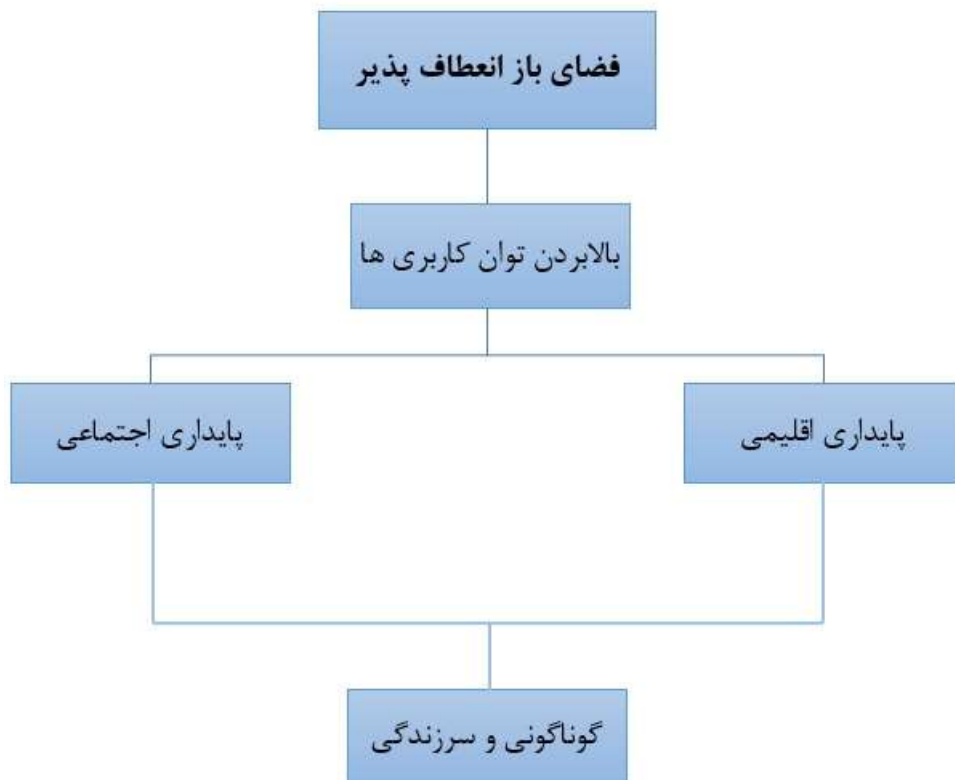 فضای باز انعطاف پذیر
بالابردن توان کاربری ها
پایداری اقلیمی
پایداری اجتماعی
گوناگونی و سرزندگی